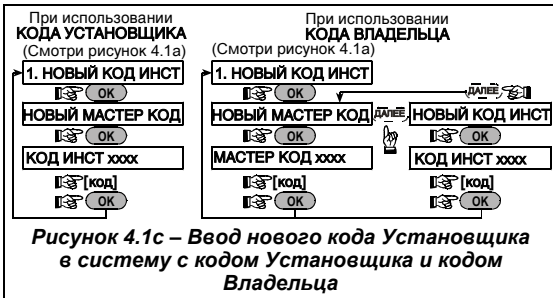 При использовании
КОДА УСТАНОВЩИКА
(Смотри рисунок 4.1a)
1. НОВЫЙ КОД ИНСТ
OK
НОВЫЙ МАСТЕР КОД
OK
КОД ИНСТ xxxx
[код]
OK
При использовании
КОДА ВЛАДЕЛЬЦА
(Смотри рисунок 4.1a)
1. НОВЫЙ КОД ИНСТ
OK
НОВЫЙ МАСТЕР КОД
OK
МАСТЕР КОД xxxx
[код]
OK
ДАЛЕЕ
ДАЛЕЕ
НОВЫЙ КОД ИНСТ
OK
КОД ИНСТ xxxx
[код]
OK
Рисунок 4.1c – Ввод нового кода Установщика
в систему с кодом Установщика и кодом
Владельца